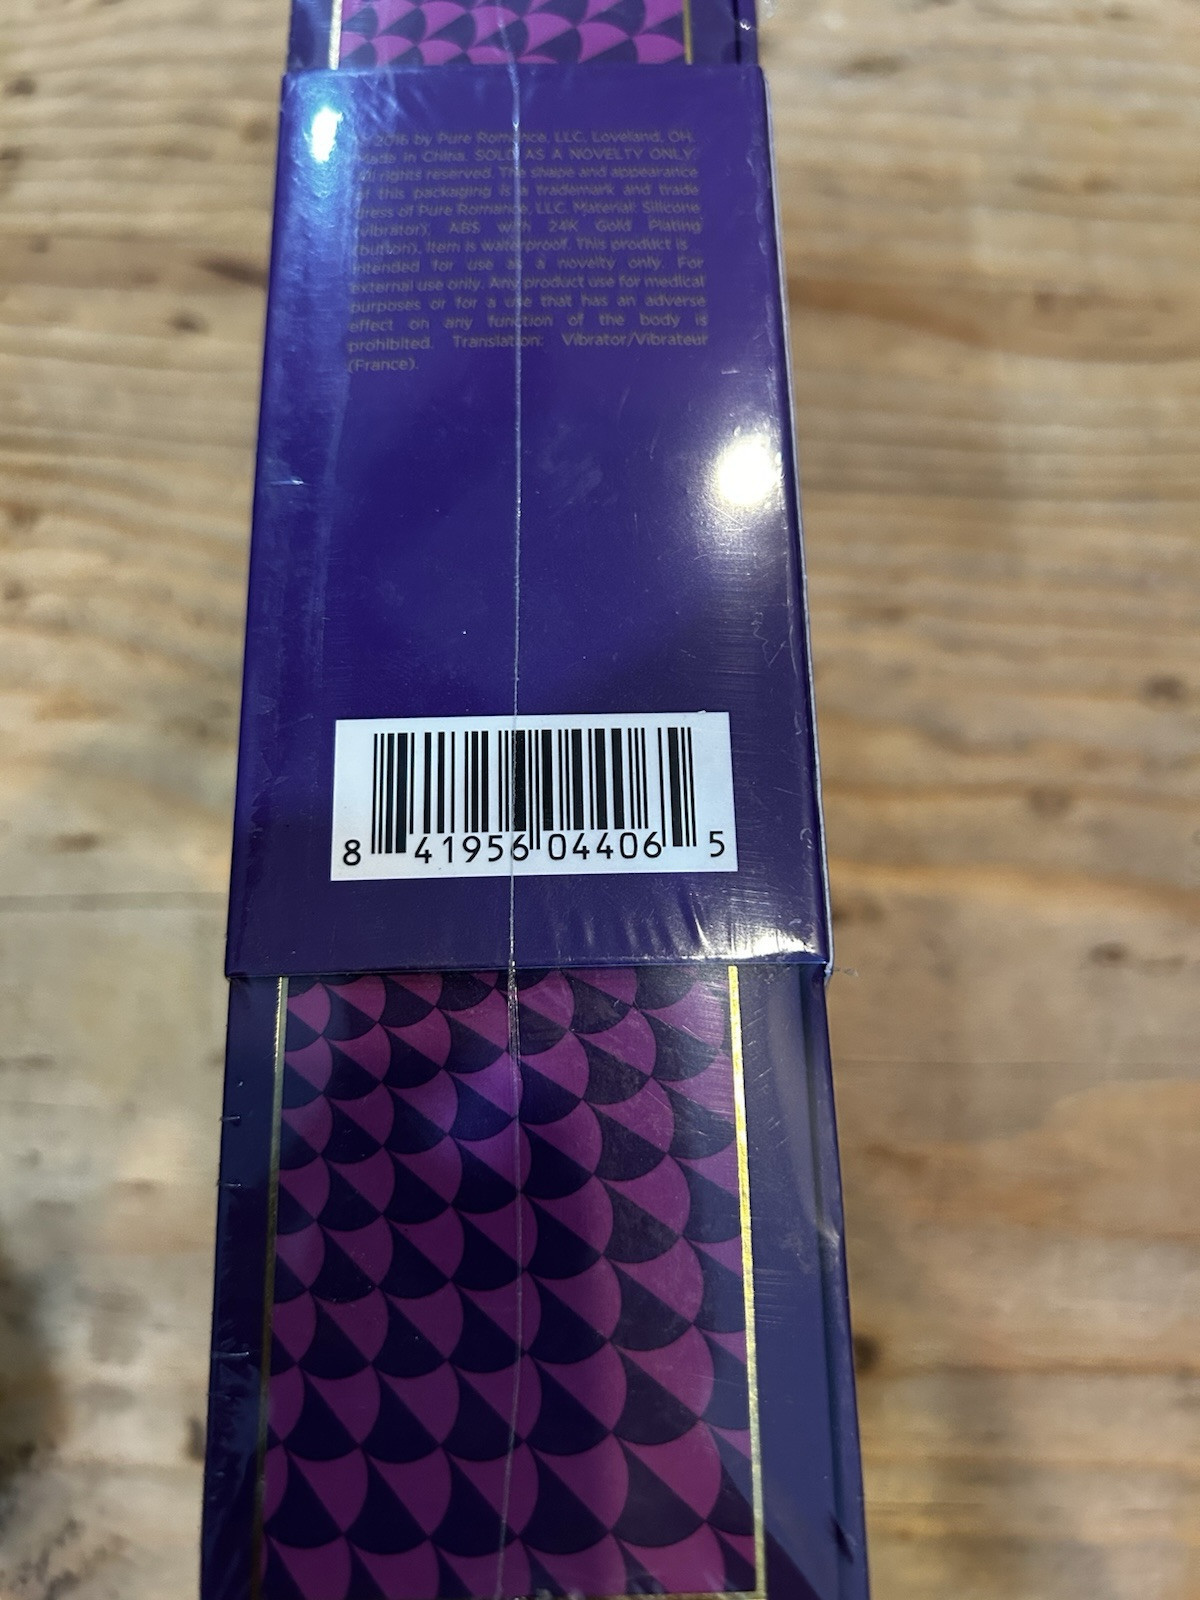 2016 by Pure Romance, LLC, Loveland, OH.
Made in China. SOLD AS A NOVELTY ONLY.
All rights reserved. The shape and appearance
of this packaging is a trademark and trade
dress of Pure Romance, LLC. Material: Silicone
(vibrator), ABS with 24K Gold Plating
(button). Item is waterproof. This product is
intended for use as a novelty only. For
external use only. Any product use for medical
purposes or for a use that has an adverse
effect on any function of the body is
prohibited. Translation: Vibrator/Vibrateur
(France).
8 41956 04406 5